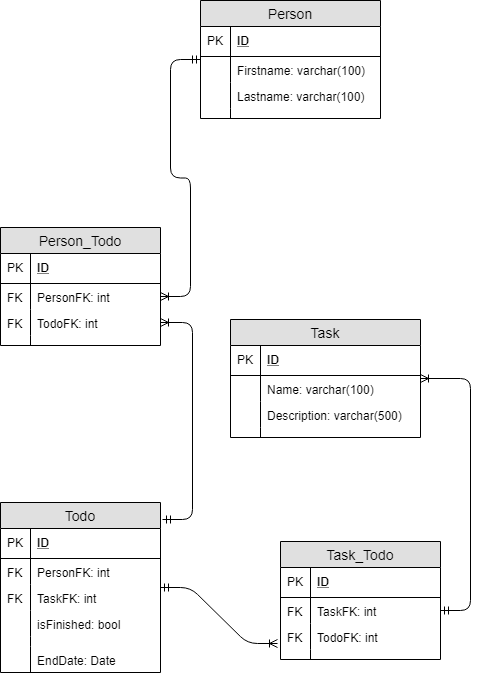 Person
PK ID
Firstname: varchar(100)
Lastname: varchar(100)
Person_Todo
PK ID
FK PersonFK: int
FK TodoFK: int
Task
PK ID
Name: varchar(100)
Description: varchar(500)
Todo
PK ID
FK PersonFK: int
FK TaskFK: int
isFinished: bool
EndDate: Date
Task_Todo
PK ID
FK TaskFK: int
FK TodoFK: int